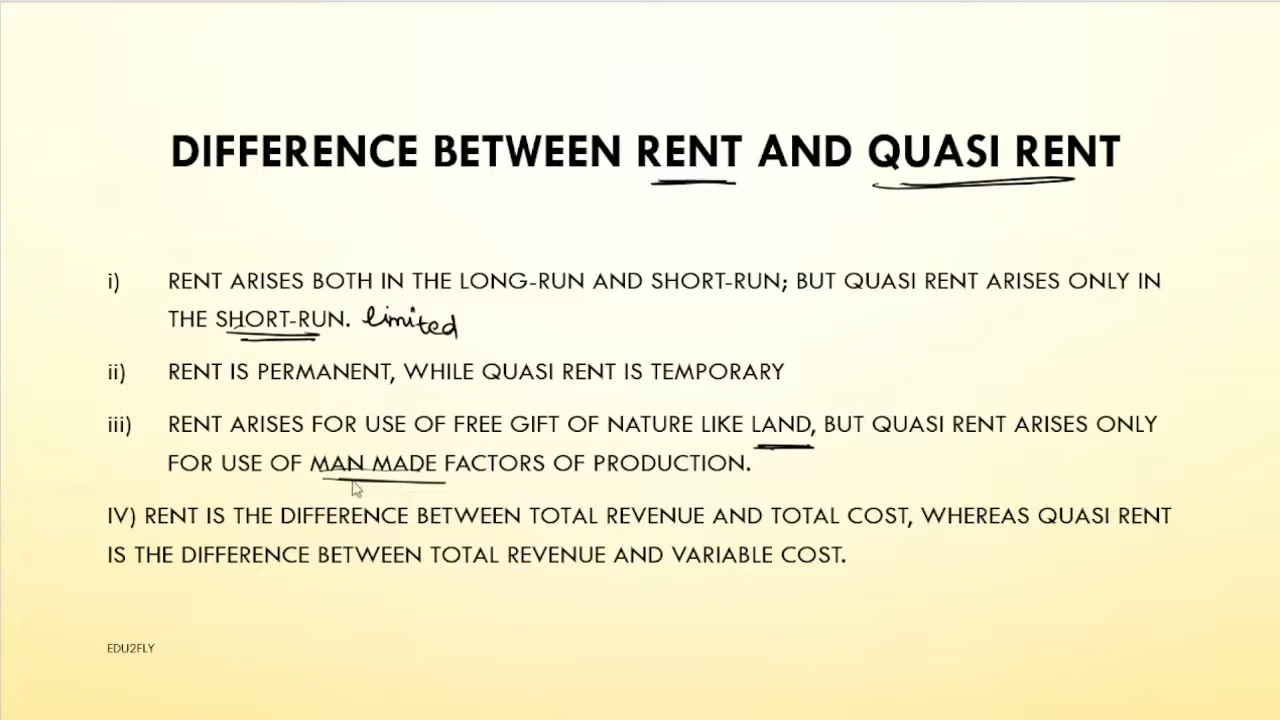 DIFFERENCE BETWEEN RENT AND QUASI RENT
i) RENT ARISES BOTH IN THE LONG-RUN AND SHORT-RUN; BUT QUASI RENT ARISES ONLY IN
THE SHORT-RUN. limited
ii) RENT IS PERMANENT, WHILE QUASI RENT IS TEMPORARY
iii) RENT ARISES FOR USE OF FREE GIFT OF NATURE LIKE LAND, BUT QUASI RENT ARISES ONLY
FOR USE OF MAN MADE FACTORS OF PRODUCTION.
IV) RENT IS THE DIFFERENCE BETWEEN TOTAL REVENUE AND TOTAL COST, WHEREAS QUASI RENT
IS THE DIFFERENCE BETWEEN TOTAL REVENUE AND VARIABLE COST.
EDU2FLY